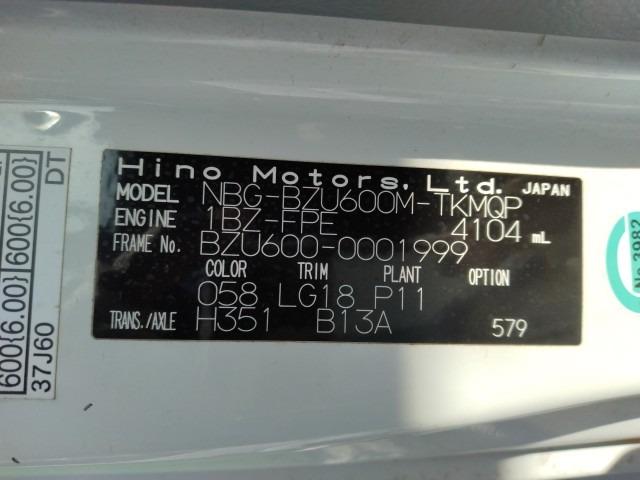 Hino Motors, Ltd. JAPAN
MODEL NBG-BZU600M-TKMQP
ENGINE 1BZ-FPE 4104 mL
FRAME No. BZU600-0001999
COLOR TRIM PLANT OPTION
058 LG18 P11
TRANS./AXLE H351 B13A 579
600{6.00} 600{6.00}
37J60 DT